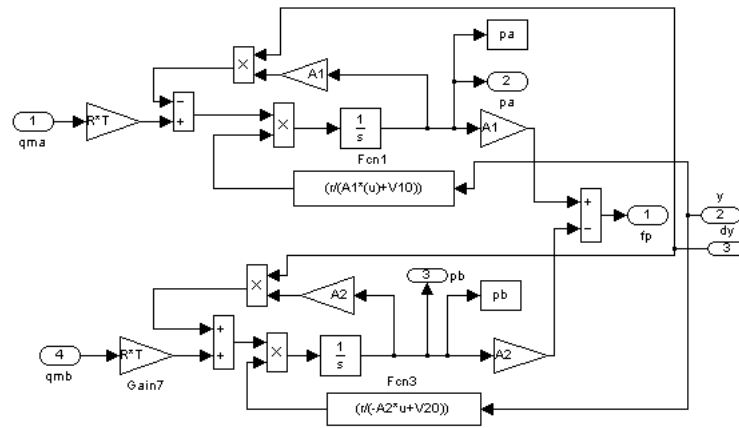 pa
A1
2
pa
1
R*T
qma
−
+
×
×
1
s
A1
Fcn1
(r/(A1*(u)+V10))
+
−
1
fp
y
2
dy
3
×
A2
3
pb
pb
4
R*T
qmb
Gain7
+
+
×
1
s
A2
Fcn3
(r/(-A2*u+V20))